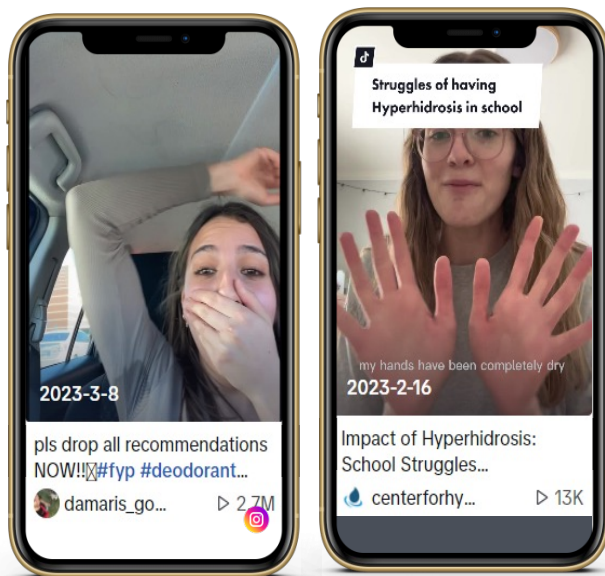 2023-3-8
pls drop all recommendations
NOW!!#fyp #deodorant...
damaris_go... 2.7M
Struggles of having
Hyperhidrosis in school
my hands have been completely dry
2023-2-16
Impact of Hyperhidrosis:
School Struggles...
centerforhy... 13K